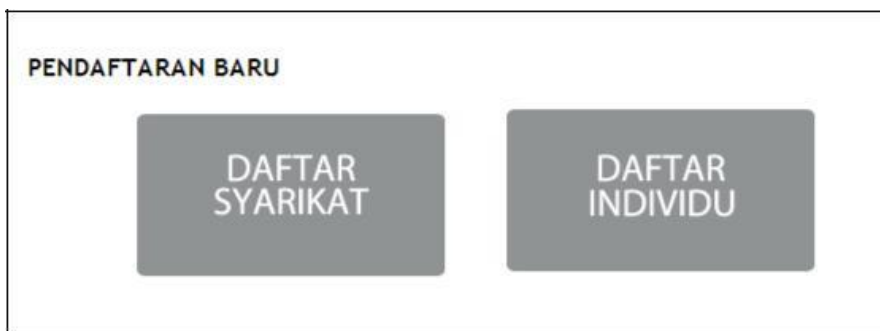 PENDAFTARAN BARU
DAFTAR
SYARIKAT
DAFTAR
INDIVIDU